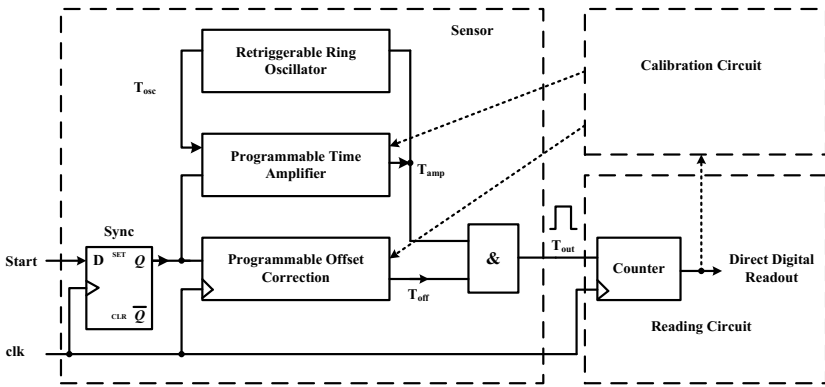 Sensor
Retriggerable Ring
Oscillator
Calibration Circuit
Tosc
Programmable Time
Amplifier
Tamp
Sync
Start
D SET Q
CLR Q
Programmable Offset
Correction
Toff
&
Tout
Counter
Direct Digital
Readout
Reading Circuit
clk